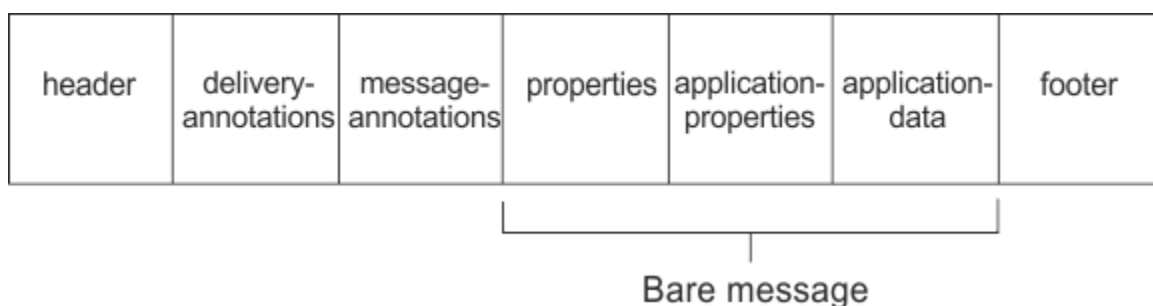 header
delivery-
annotations
message-
annotations
properties
application-
properties
application-
data
footer
Bare message